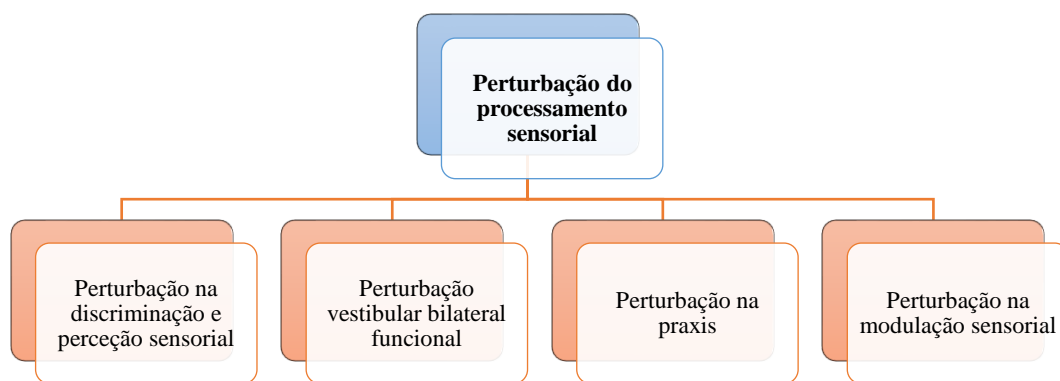 Perturbação do
processamento
sensorial
Perturbação na
discriminação e
perceção sensorial
Perturbação
vestibular bilateral
funcional
Perturbação na
praxis
Perturbação na
modulação sensorial